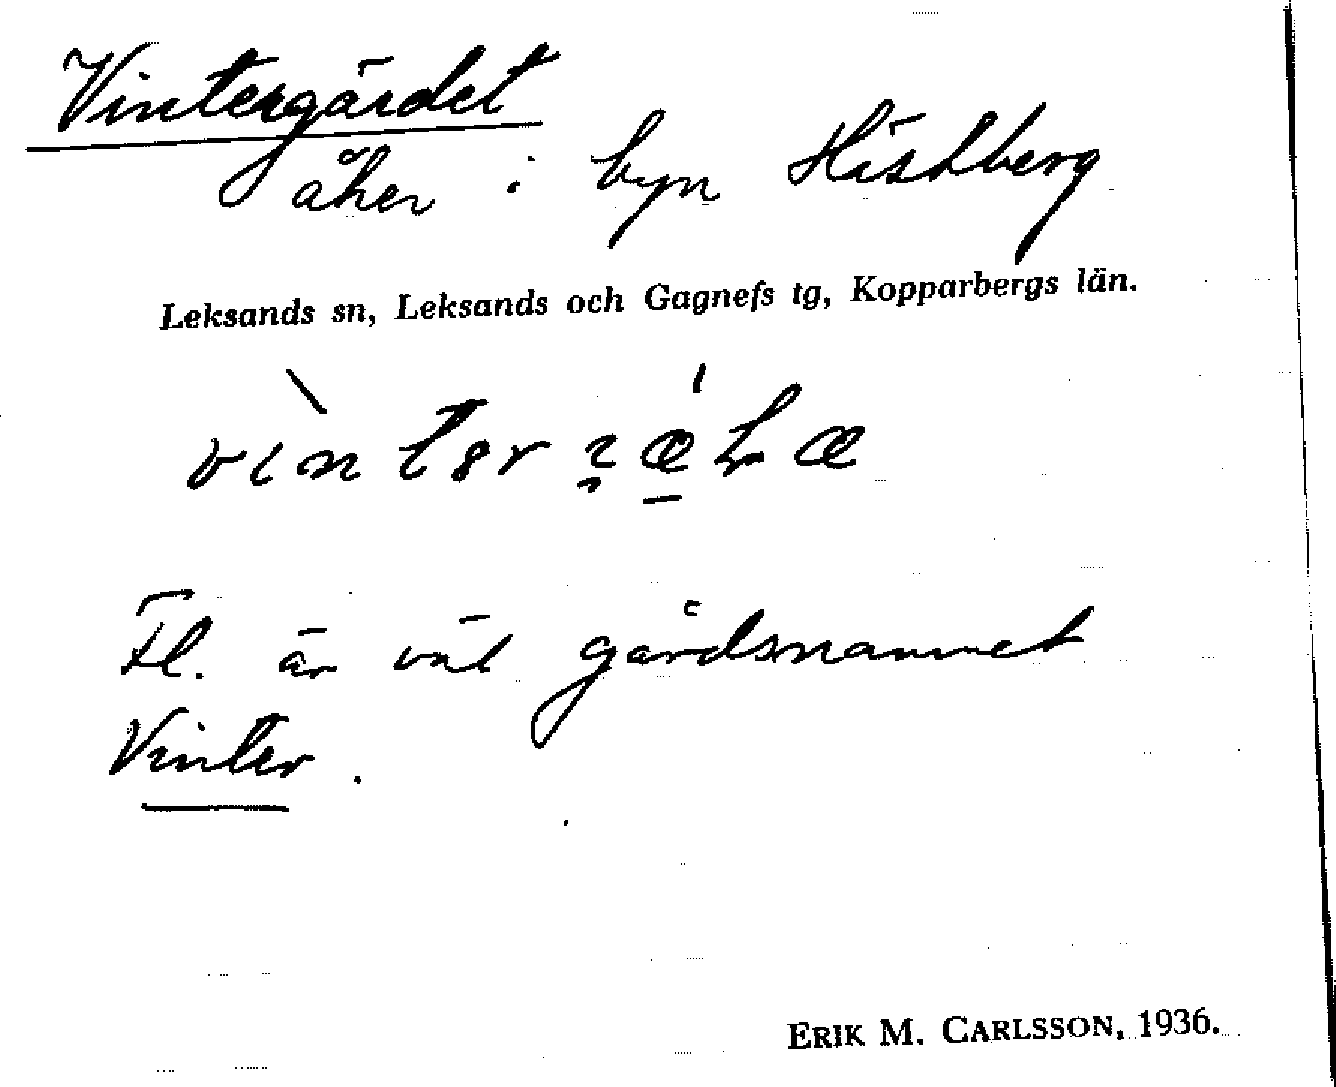 Vintergärdet
åker i byn Hästberg
Leksands sn, Leksands och Gagnefs tg, Kopparbergs län.
Fl. är väl gårdsnamnet
Vinter.
ERIK M. CARLSSON, 1936.